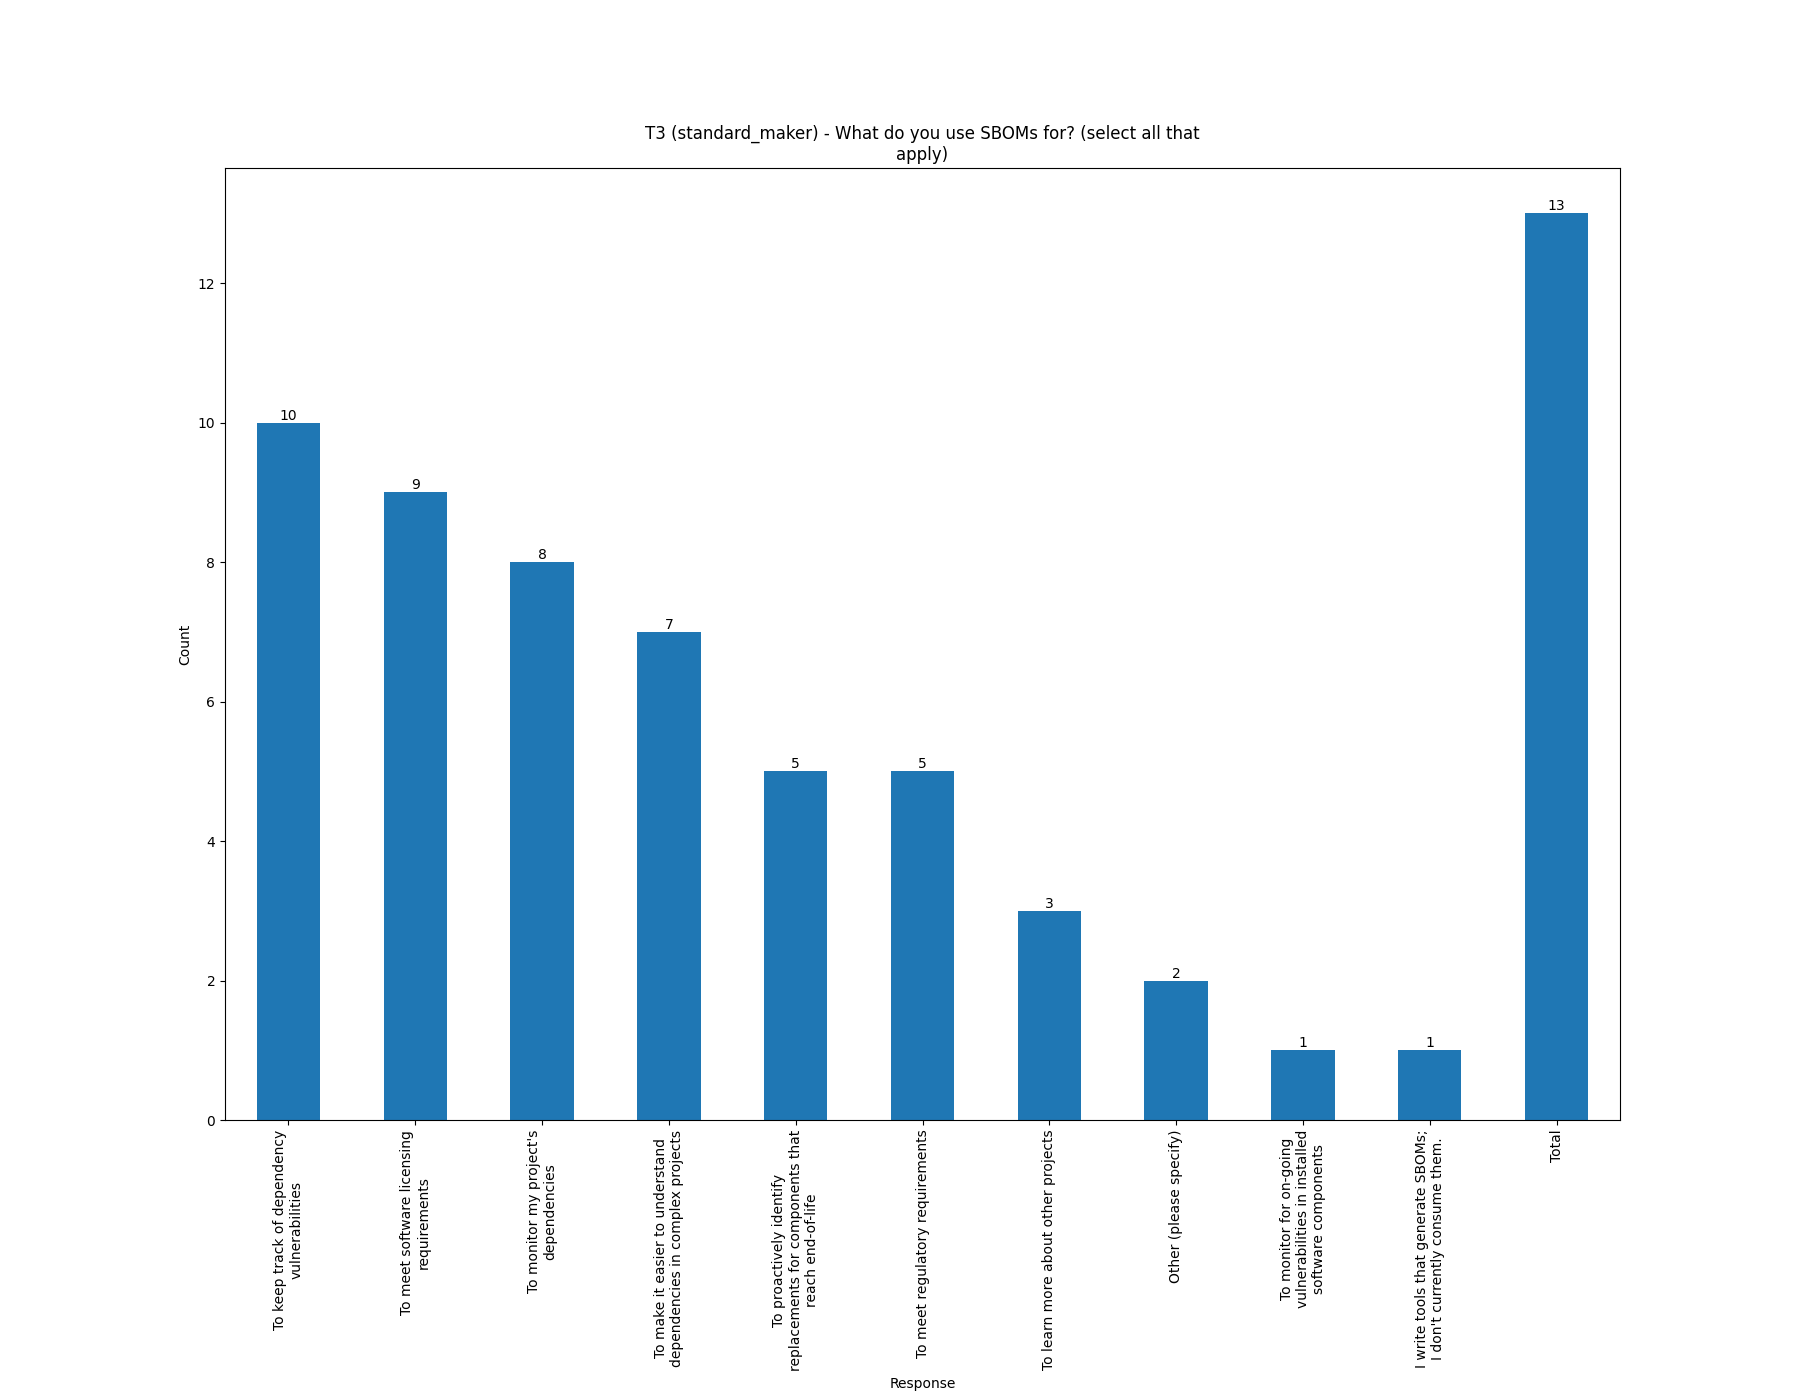 T3 (standard_maker) - What do you use SBOMs for? (select all that
apply)
Count
12
10
8
6
4
2
0
10
9
8
7
5
5
3
2
1
1
13
To keep track of dependency
vulnerabilities
To meet software licensing
requirements
To monitor my project's
dependencies
To make it easier to understand
dependencies in complex projects
To proactively identify
replacements for components that
reach end-of-life
To meet regulatory requirements
To learn more about other projects
Other (please specify)
To monitor for on-going
vulnerabilities in installed
software components
I write tools that generate SBOMs;
I don't currently consume them.
Total
Response